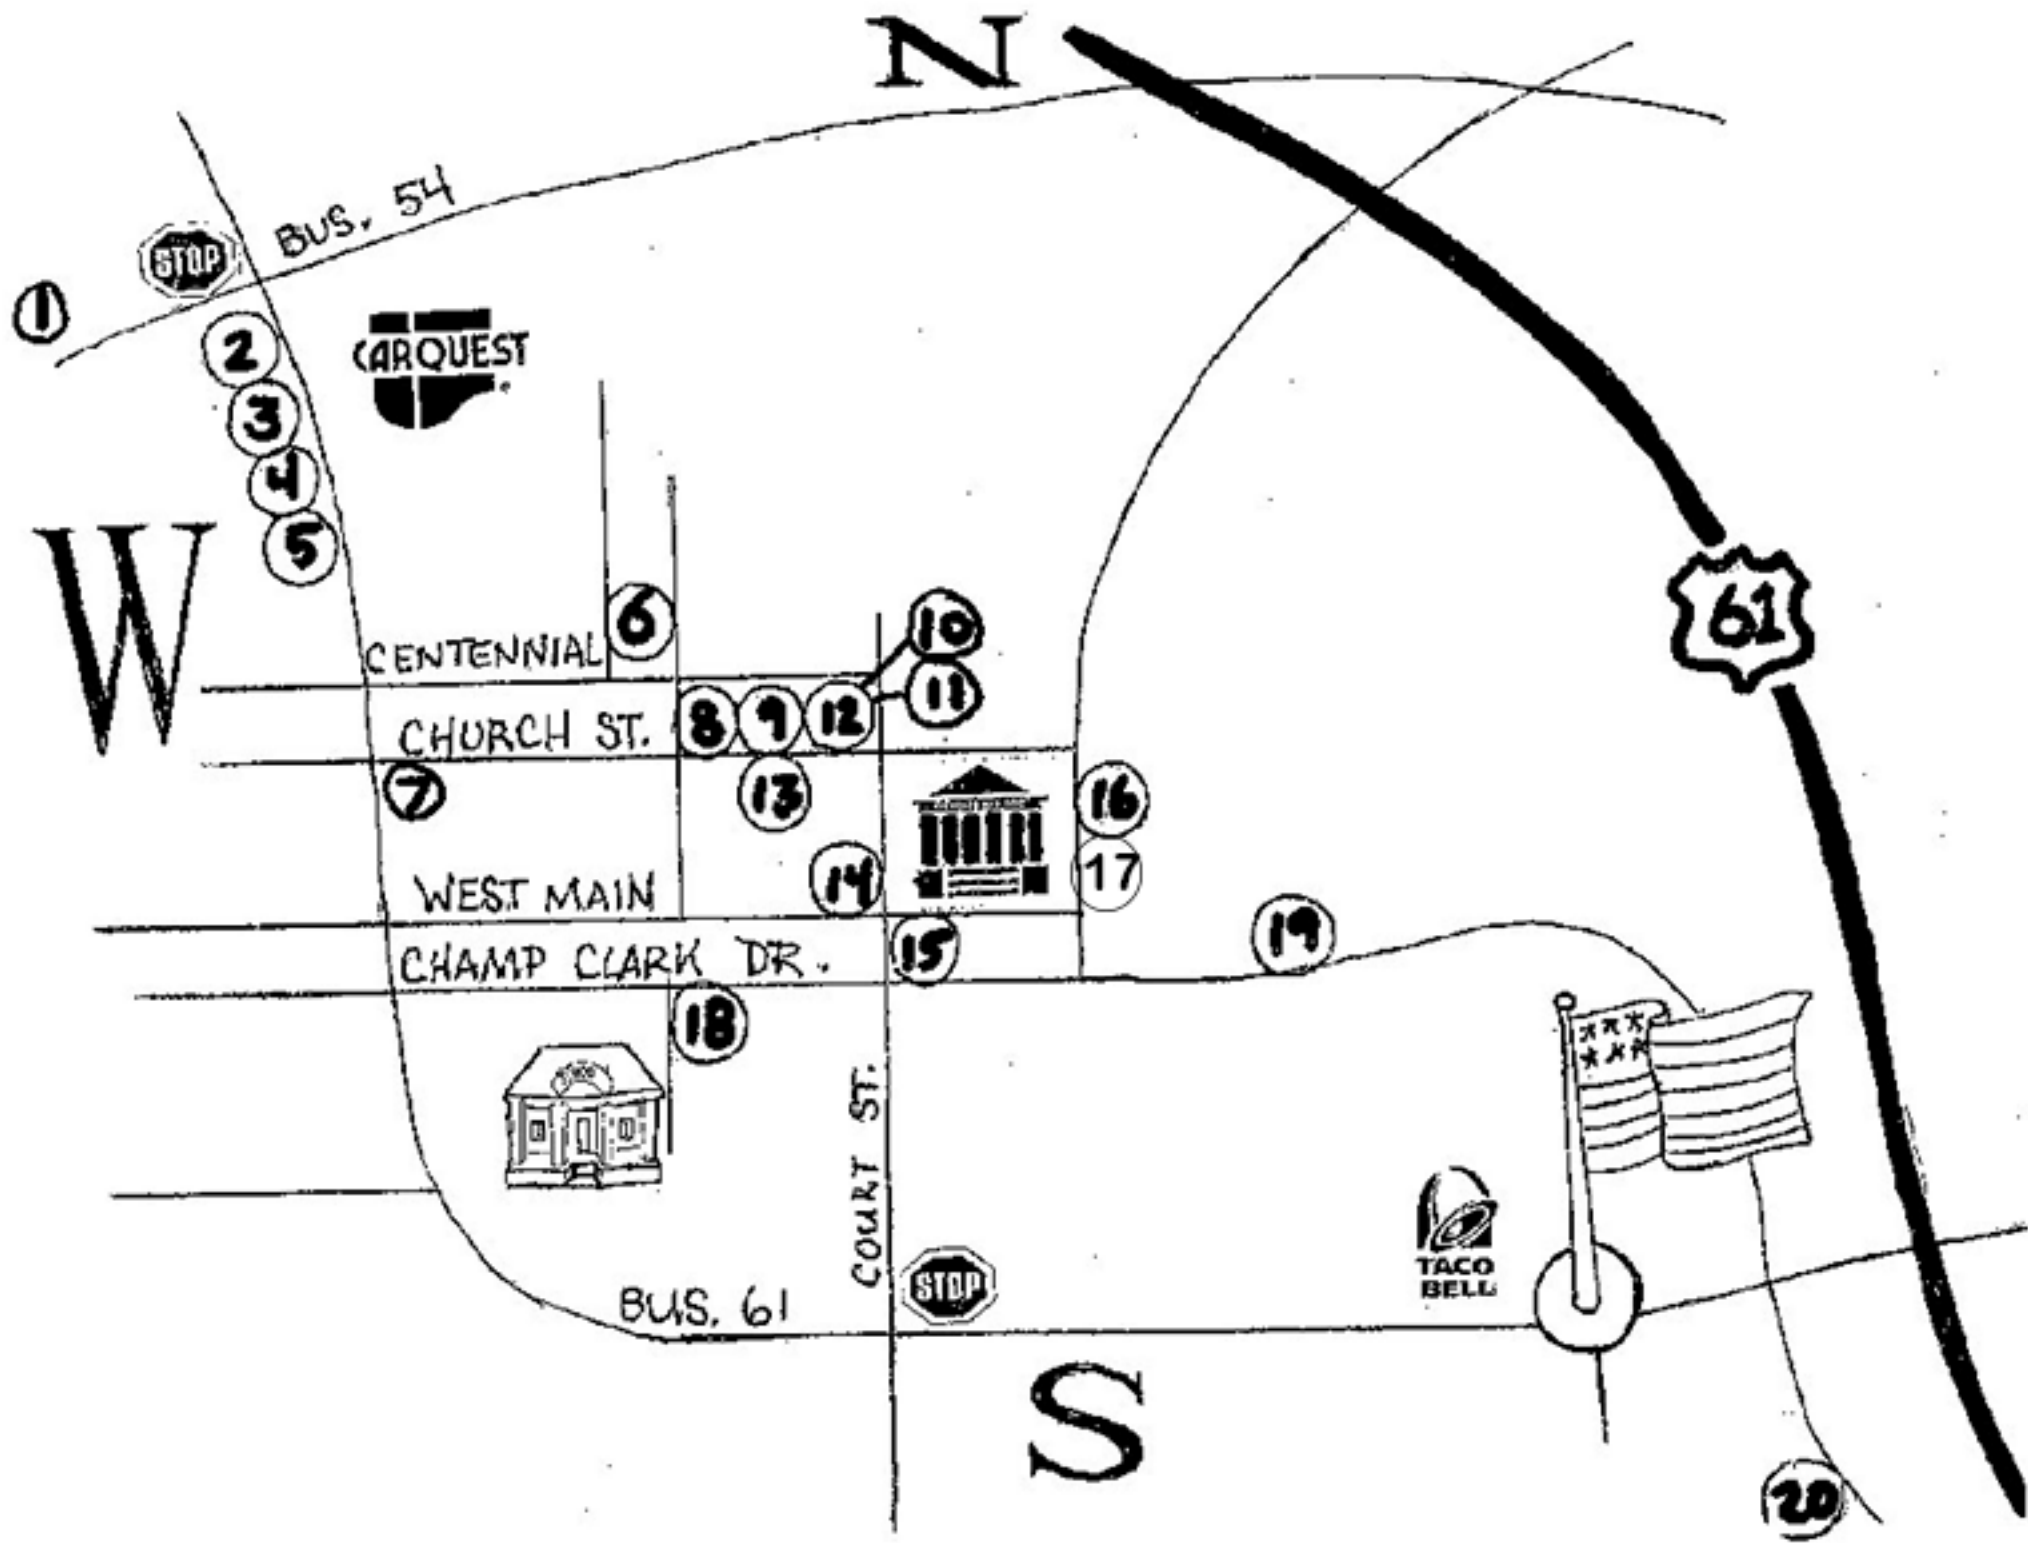 N
BUS. 54
STOP
1
2
CARQUEST
3
4
5
W
61
6
10
CENTENNIAL
11
CHURCH ST.
8
9
12
7
13
16
14
17
WEST MAIN
15
19
CHAMP CLARK DR.
18
COURT ST.
TACO
BELL
STOP
BUS. 61
S
20